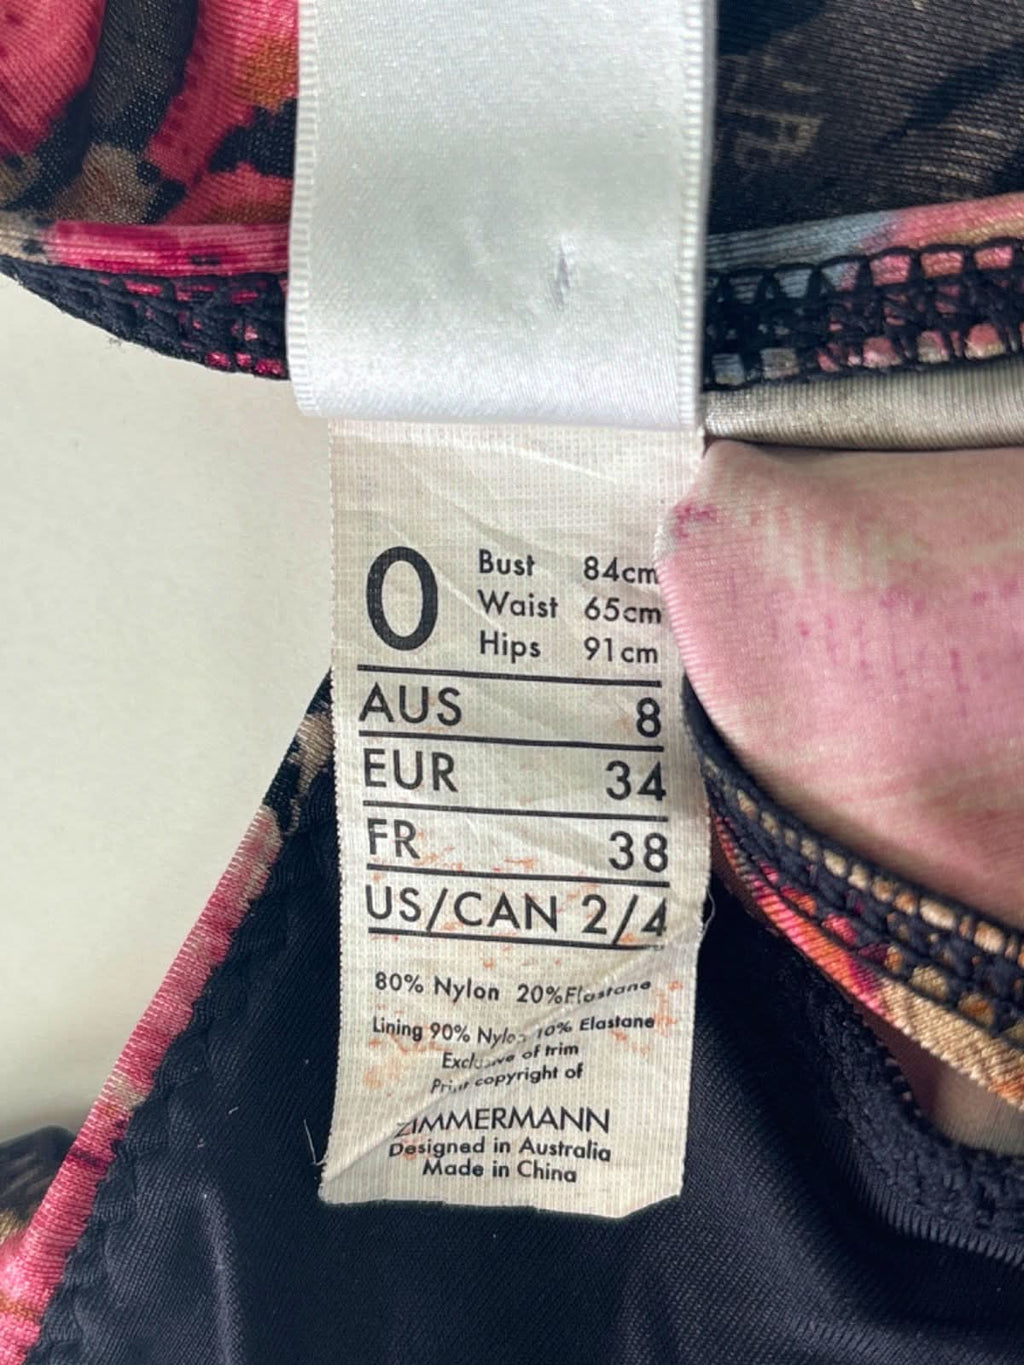 0
Bust 84cm
Waist 65cm
Hips 91cm
AUS 8
EUR 34
FR 38
US/CAN 2/4
80% Nylon 20%Elastane
Lining 90% Nylon 10% Elastane
Exclusive of trim
Print copyright of
ZIMMERMANN
Designed in Australia
Made in China